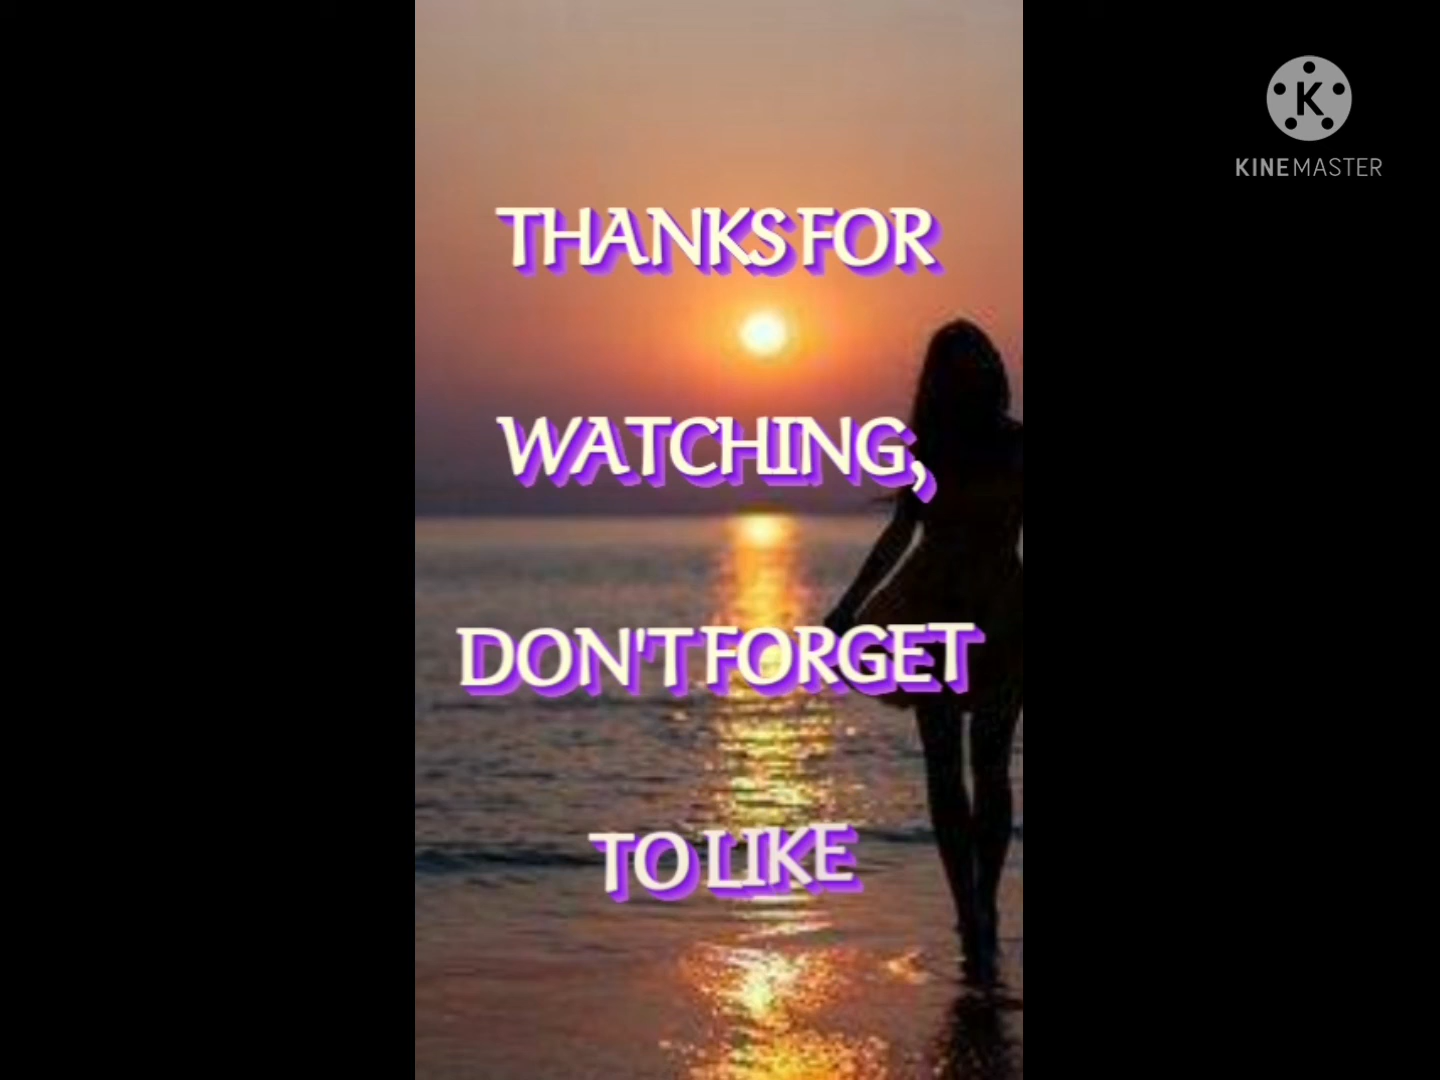 THANKS FOR
WATCHING,
DON'T FORGET
TO LIKE
K
KINEMASTER